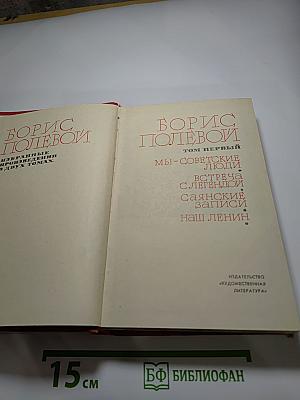 БОРИС
ПОЛЕВОЙ
ИЗБРАННЫЕ
ПРОИЗВЕДЕНИЯ
В ДВУХ ТОМАХ
БОРИС
ПОЛЕВОЙ
ТОМ ПЕРВЫЙ
МЫ-СОВЕТСКИЕ
ЛЮДИ
ВСТРЕЧА
С ЛЕГЕНДОЙ
САЯНСКИЕ
ЗАПИСИ
НАШ ЛЕНИН
ИЗДАТЕЛЬСТВО
«ХУДОЖЕСТВЕННАЯ
ЛИТЕРАТУРА»
15 СМ
БФ БИБЛИОФАН